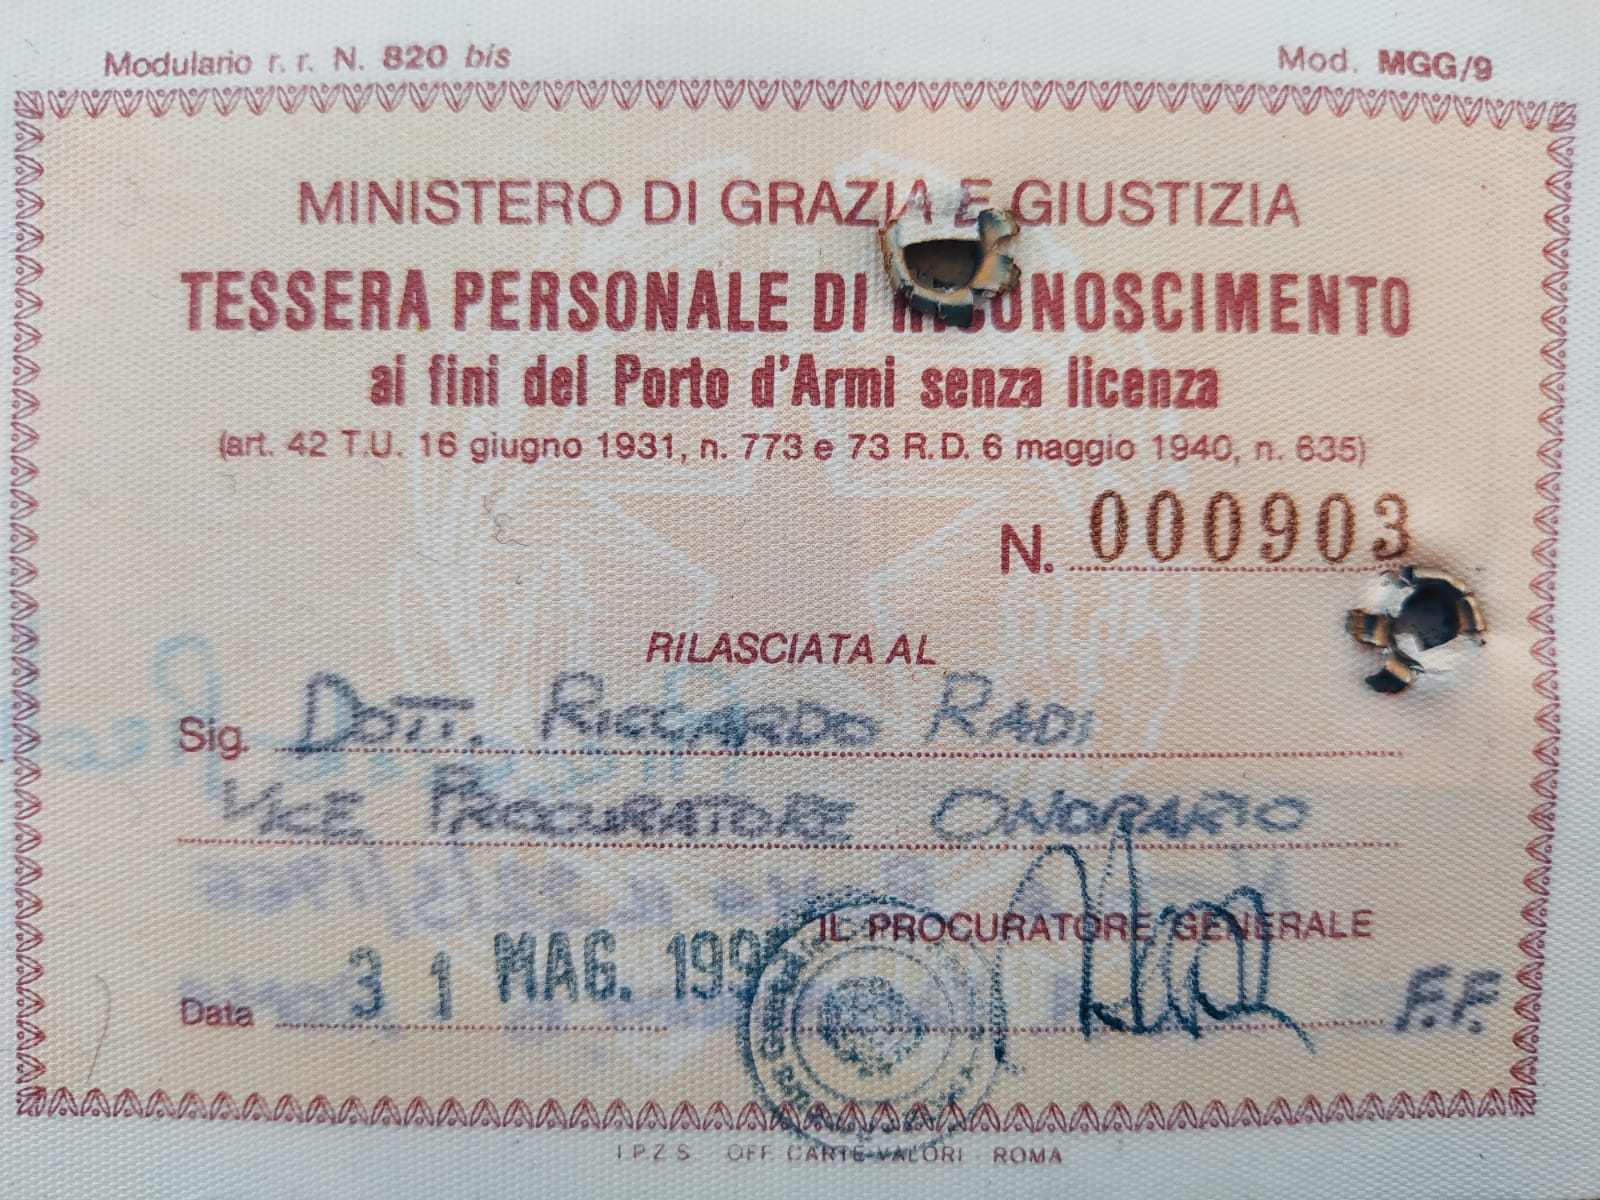 Modulario r. r. N. 820 bis
Mod. MGG/9
MINISTERO DI GRAZIA E GIUSTIZIA
TESSERA PERSONALE DI RICONOSCIMENTO
ai fini del Porto d'Armi senza licenza
(art. 42 T.U. 16 giugno 1931, n. 773 e 73 R.D. 6 maggio 1940, n. 635)
N. 000903
RILASCIATA AL
Sig. DOTT. RICCARDO RADI
VICE PROCURATORE ONORARIO
IL PROCURATORE GENERALE
Data 31 MAG. 199
F.F.
I.P.Z.S. - OFF. CARTE-VALORI - ROMA